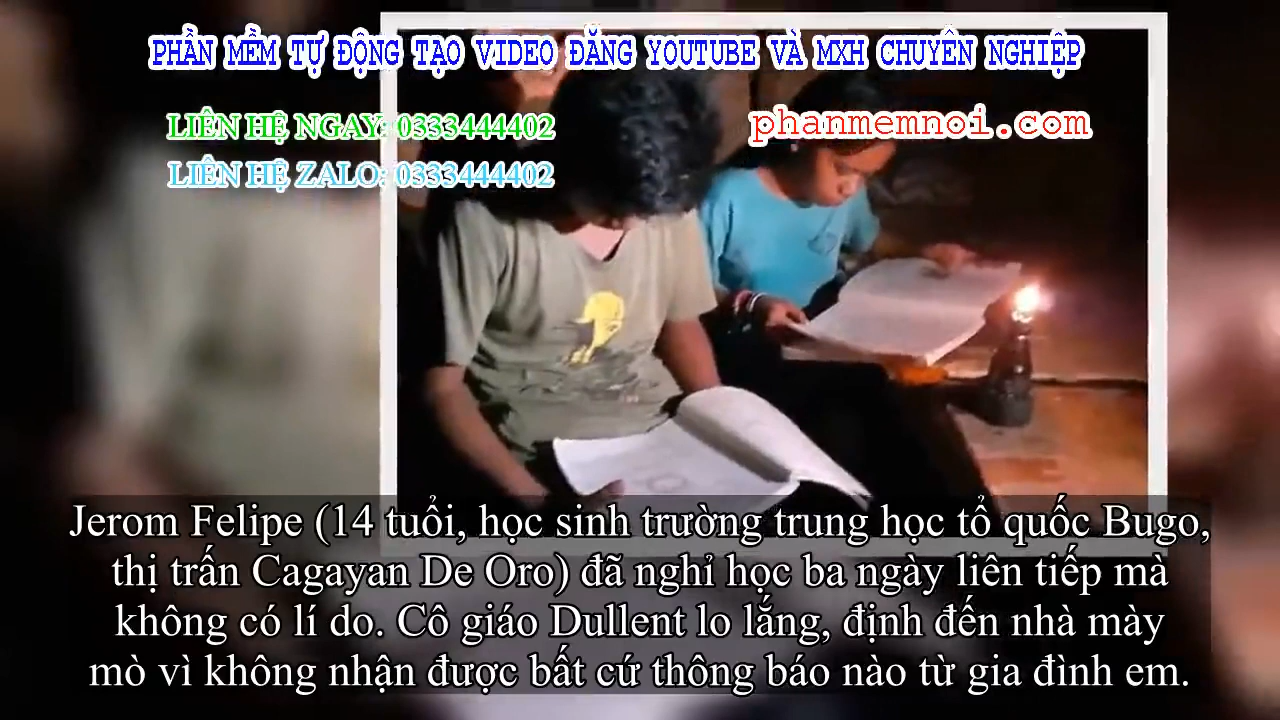 PHẦN MỀM TỰ ĐỘNG TẠO VIDEO ĐĂNG YOUTUBE VÀ MXH CHUYÊN NGHIỆP
LIÊN HỆ NGAY: 0333444402
phanmemnoi.com
LIÊN HỆ ZALO: 0333444402
Jerom Felipe (14 tuổi, học sinh trường trung học tổ quốc Bugo,
thị trấn Cagayan De Oro) đã nghỉ học ba ngày liên tiếp mà
không có lí do. Cô giáo Dullent lo lắng, định đến nhà mày
mò vì không nhận được bất cứ thông báo nào từ gia đình em.